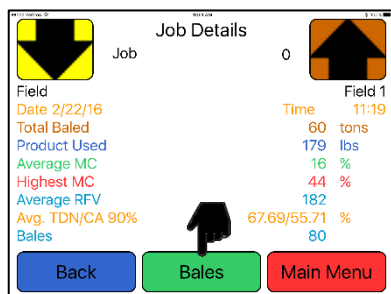 Job Details
Job 0
Field Field 1
Date 2/22/16 Time 11:19
Total Baled 60 tons
Product Used 179 lbs
Average MC 16 %
Highest MC 44 %
Average RFV 182
Avg. TDN/CA 90% 67.69/55.71 %
Bales 80
Back Bales Main Menu